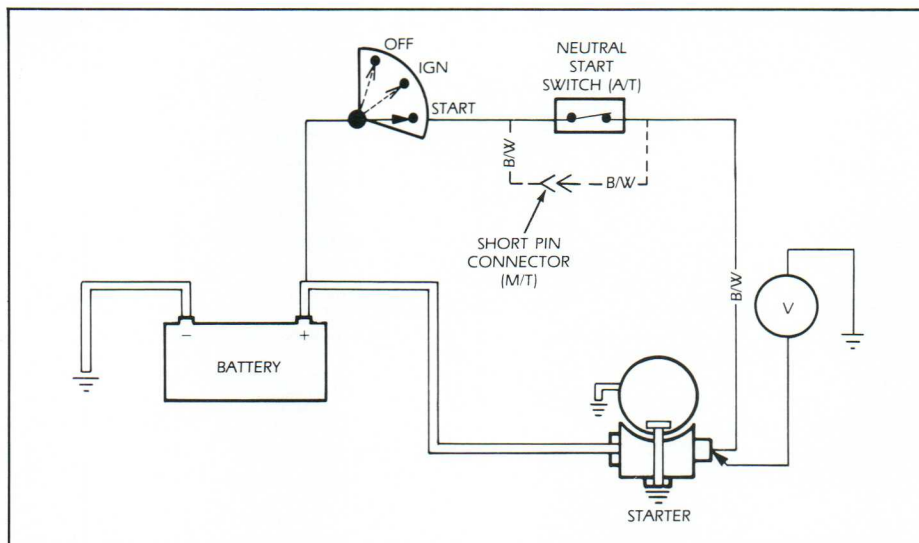 OFF
IGN
START
NEUTRAL
START
SWITCH (A/T)
B/W
B/W
SHORT PIN
CONNECTOR
(M/T)
B/W
V
- +
BATTERY
STARTER